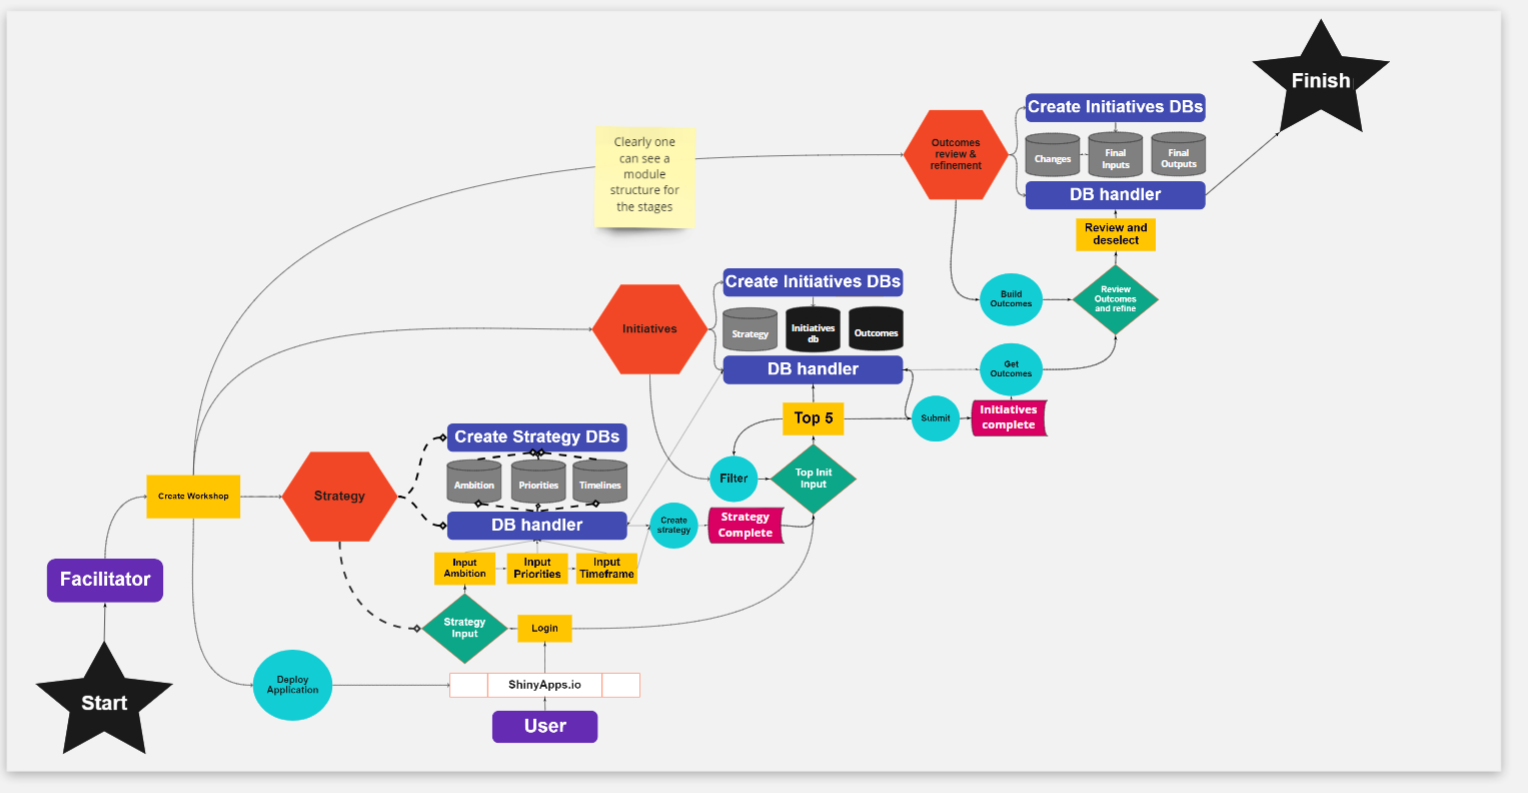 Finish
Create Initiatives DBs
Outcomes
review &
refinement
Changes
Final
Inputs
Final
Outputs
DB handler
Review and
deselect
Clearly one
can see a
module
structure for
the stages
Build
Outcomes
Review
Outcomes
and refine
Create Initiatives DBs
Initiatives
Strategy
Initiatives
db
Outcomes
DB handler
Get
Outcomes
Top 5
Submit
Initiatives
complete
Create Strategy DBs
Filter
Top Init
Input
Create Workshop
Strategy
Ambition
Priorities
Timelines
DB handler
Create
strategy
Strategy
Complete
Input
Ambition
Input
Priorities
Input
Timeframe
Facilitator
Strategy
Input
Login
Start
Deploy
Application
ShinyApps.io
User